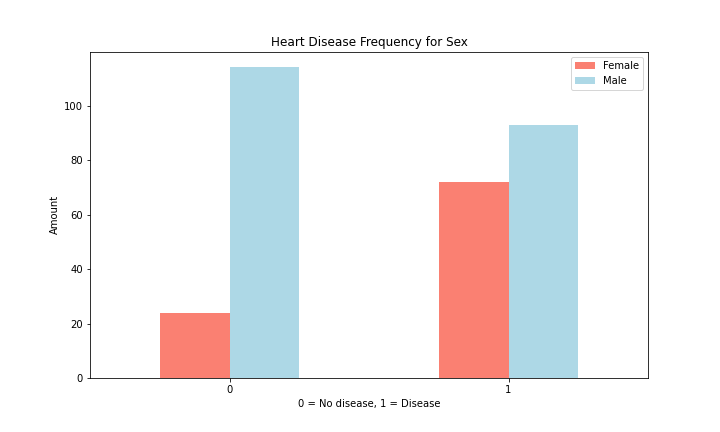 Heart Disease Frequency for Sex
Female
Male
Amount
100
80
60
40
20
0
0 1
0 = No disease, 1 = Disease